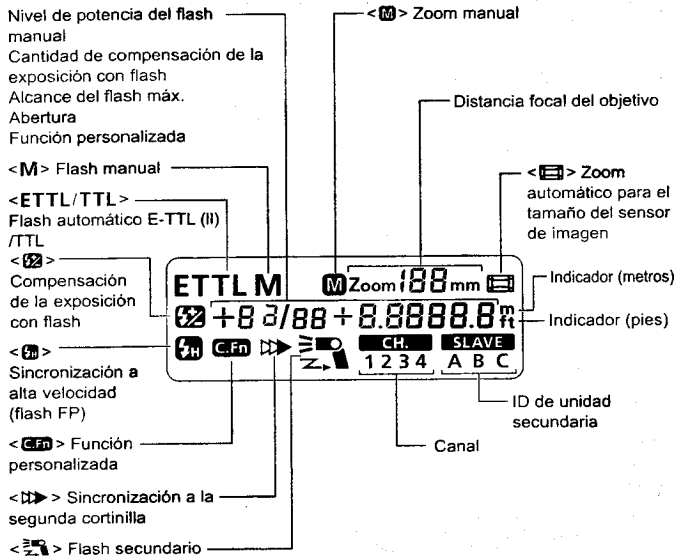 Nivel de potencia del flash
manual
Cantidad de compensación de la
exposición con flash
Alcance del flash máx.
Abertura
Función personalizada
<M> Zoom manual
Distancia focal del objetivo
<M> Flash manual
<ETTL/TTL>
Flash automático E-TTL (II)
/TTL
< > Zoom
automático para el
tamaño del sensor
de imagen
< >
Compensación
de la exposición
con flash
ETTL M M Zoom 188 mm
+8 3/88 +8.8888.8 m
ft
H C.Fn CH. SLAVE
1 2 3 4 A B C
Indicador (metros)
Indicador (pies)
< H >
Sincronización a
alta velocidad
(flash FP)
ID de unidad
secundaria
Canal
<C.Fn> Función
personalizada
< > Sincronización a la
segunda cortinilla
< > Flash secundario